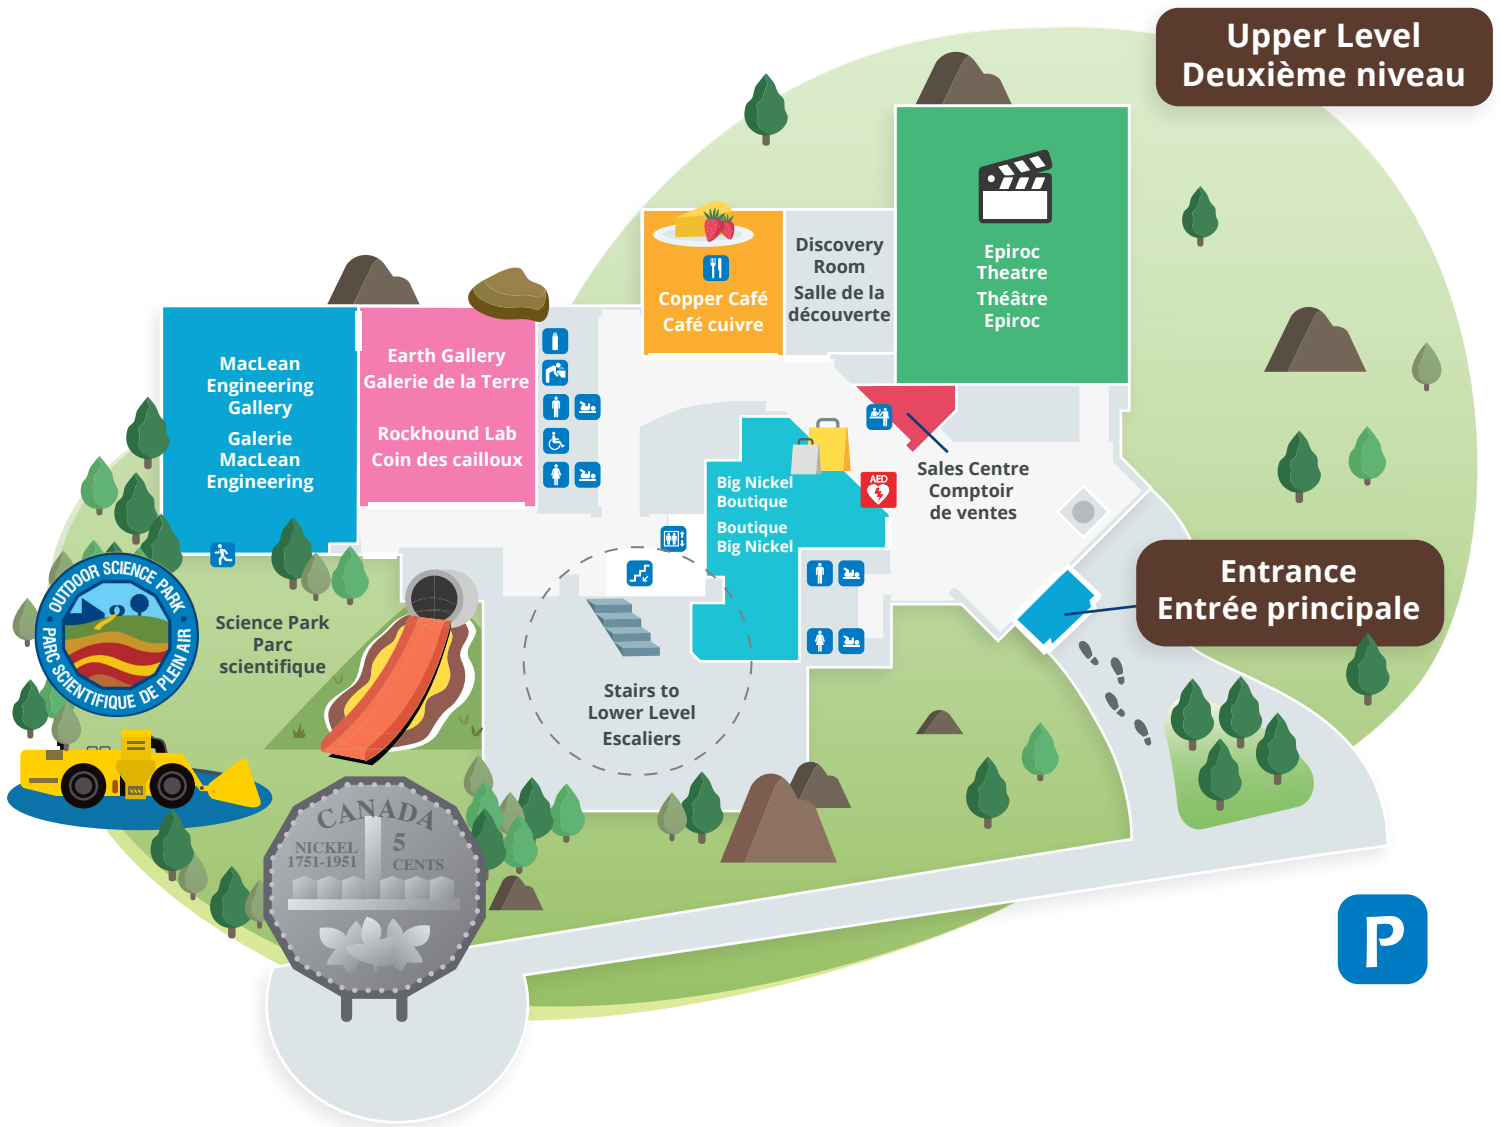 Upper Level
Deuxième niveau
Epiroc
Theatre
Théâtre
Epiroc
Discovery
Room
Salle de la
découverte
Copper Café
Café cuivre
MacLean
Engineering
Gallery
Galerie
MacLean
Engineering
Earth Gallery
Galerie de la Terre
Rockhound Lab
Coin des cailloux
Big Nickel
Boutique
Boutique
Big Nickel
AED
Sales Centre
Comptoir
de ventes
Entrance
Entrée principale
OUTDOOR SCIENCE PARK
PARC SCIENTIFIQUE DE PLEIN AIR
Science Park
Parc
scientifique
Stairs to
Lower Level
Escaliers
CANADA
NICKEL
1751-1951
5
CENTS
P